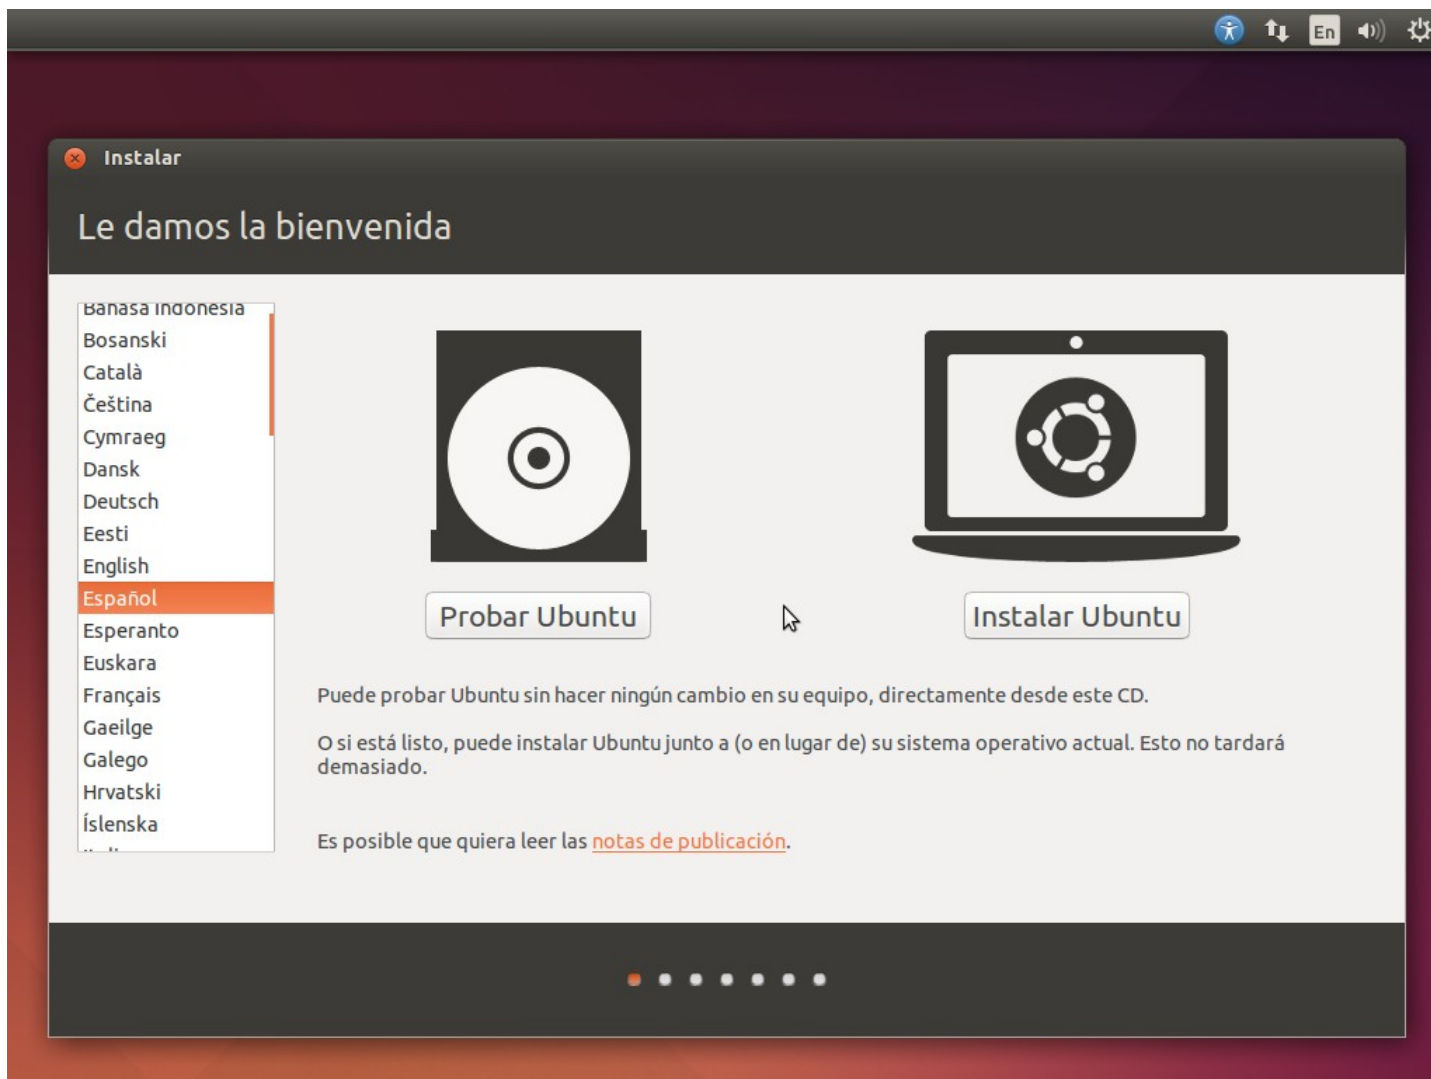 En
Instalar
Le damos la bienvenida
Bahasa Indonesia
Bosanski
Català
Čeština
Cymraeg
Dansk
Deutsch
Eesti
English
Español
Esperanto
Euskara
Français
Gaeilge
Galego
Hrvatski
Íslenska
Probar Ubuntu
Instalar Ubuntu
Puede probar Ubuntu sin hacer ningún cambio en su equipo, directamente desde este CD.
O si está listo, puede instalar Ubuntu junto a (o en lugar de) su sistema operativo actual. Esto no tardará
demasiado.
Es posible que quiera leer las notas de publicación.